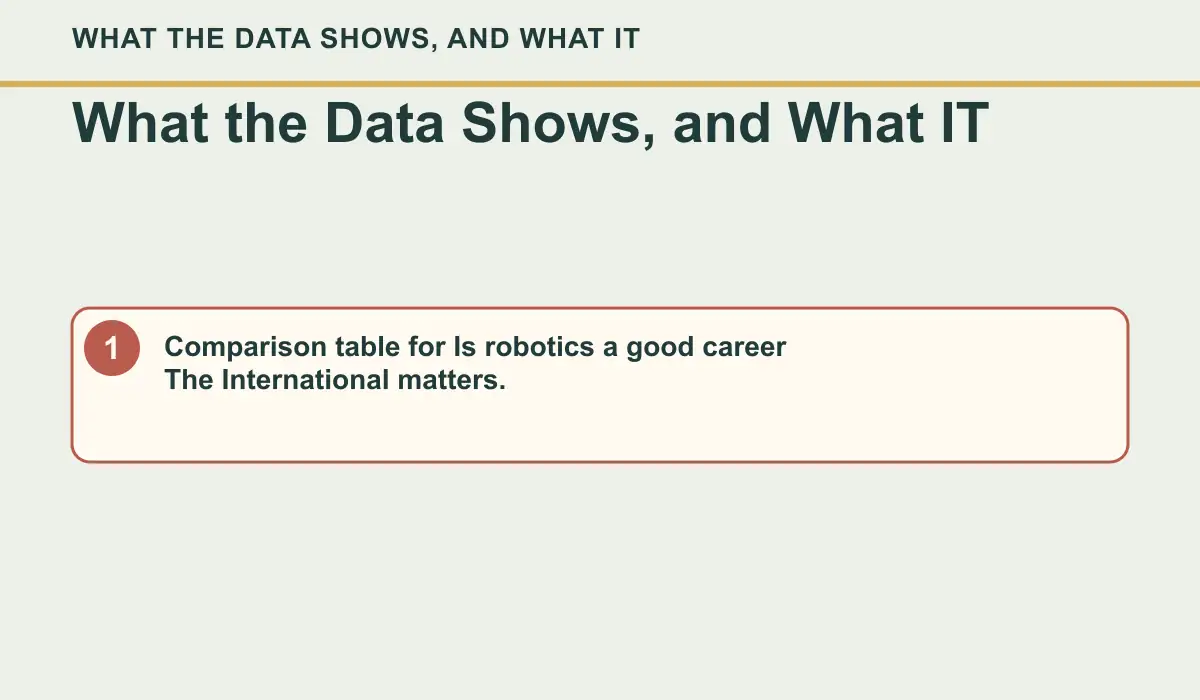 WHAT THE DATA SHOWS, AND WHAT IT
What the Data Shows, and What IT
1
Comparison table for Is robotics a good career
The International matters.